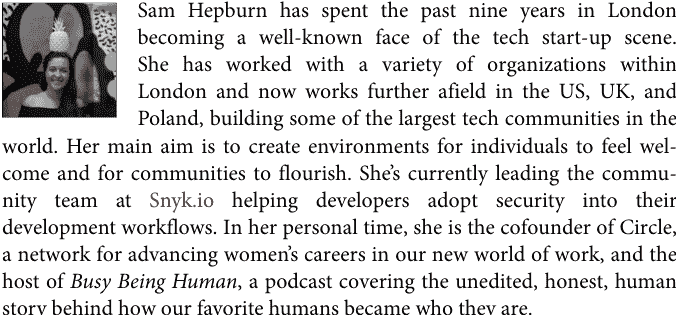 Sam Hepburn has spent the past nine years in London
becoming a well-known face of the tech start-up scene.
She has worked with a variety of organizations within
London and now works further afield in the US, UK, and
Poland, building some of the largest tech communities in the
world. Her main aim is to create environments for individuals to feel wel-
come and for communities to flourish. She’s currently leading the commu-
nity team at Snyk.io helping developers adopt security into their
development workflows. In her personal time, she is the cofounder of Circle,
a network for advancing women’s careers in our new world of work, and the
host of Busy Being Human, a podcast covering the unedited, honest, human
story behind how our favorite humans became who they are.